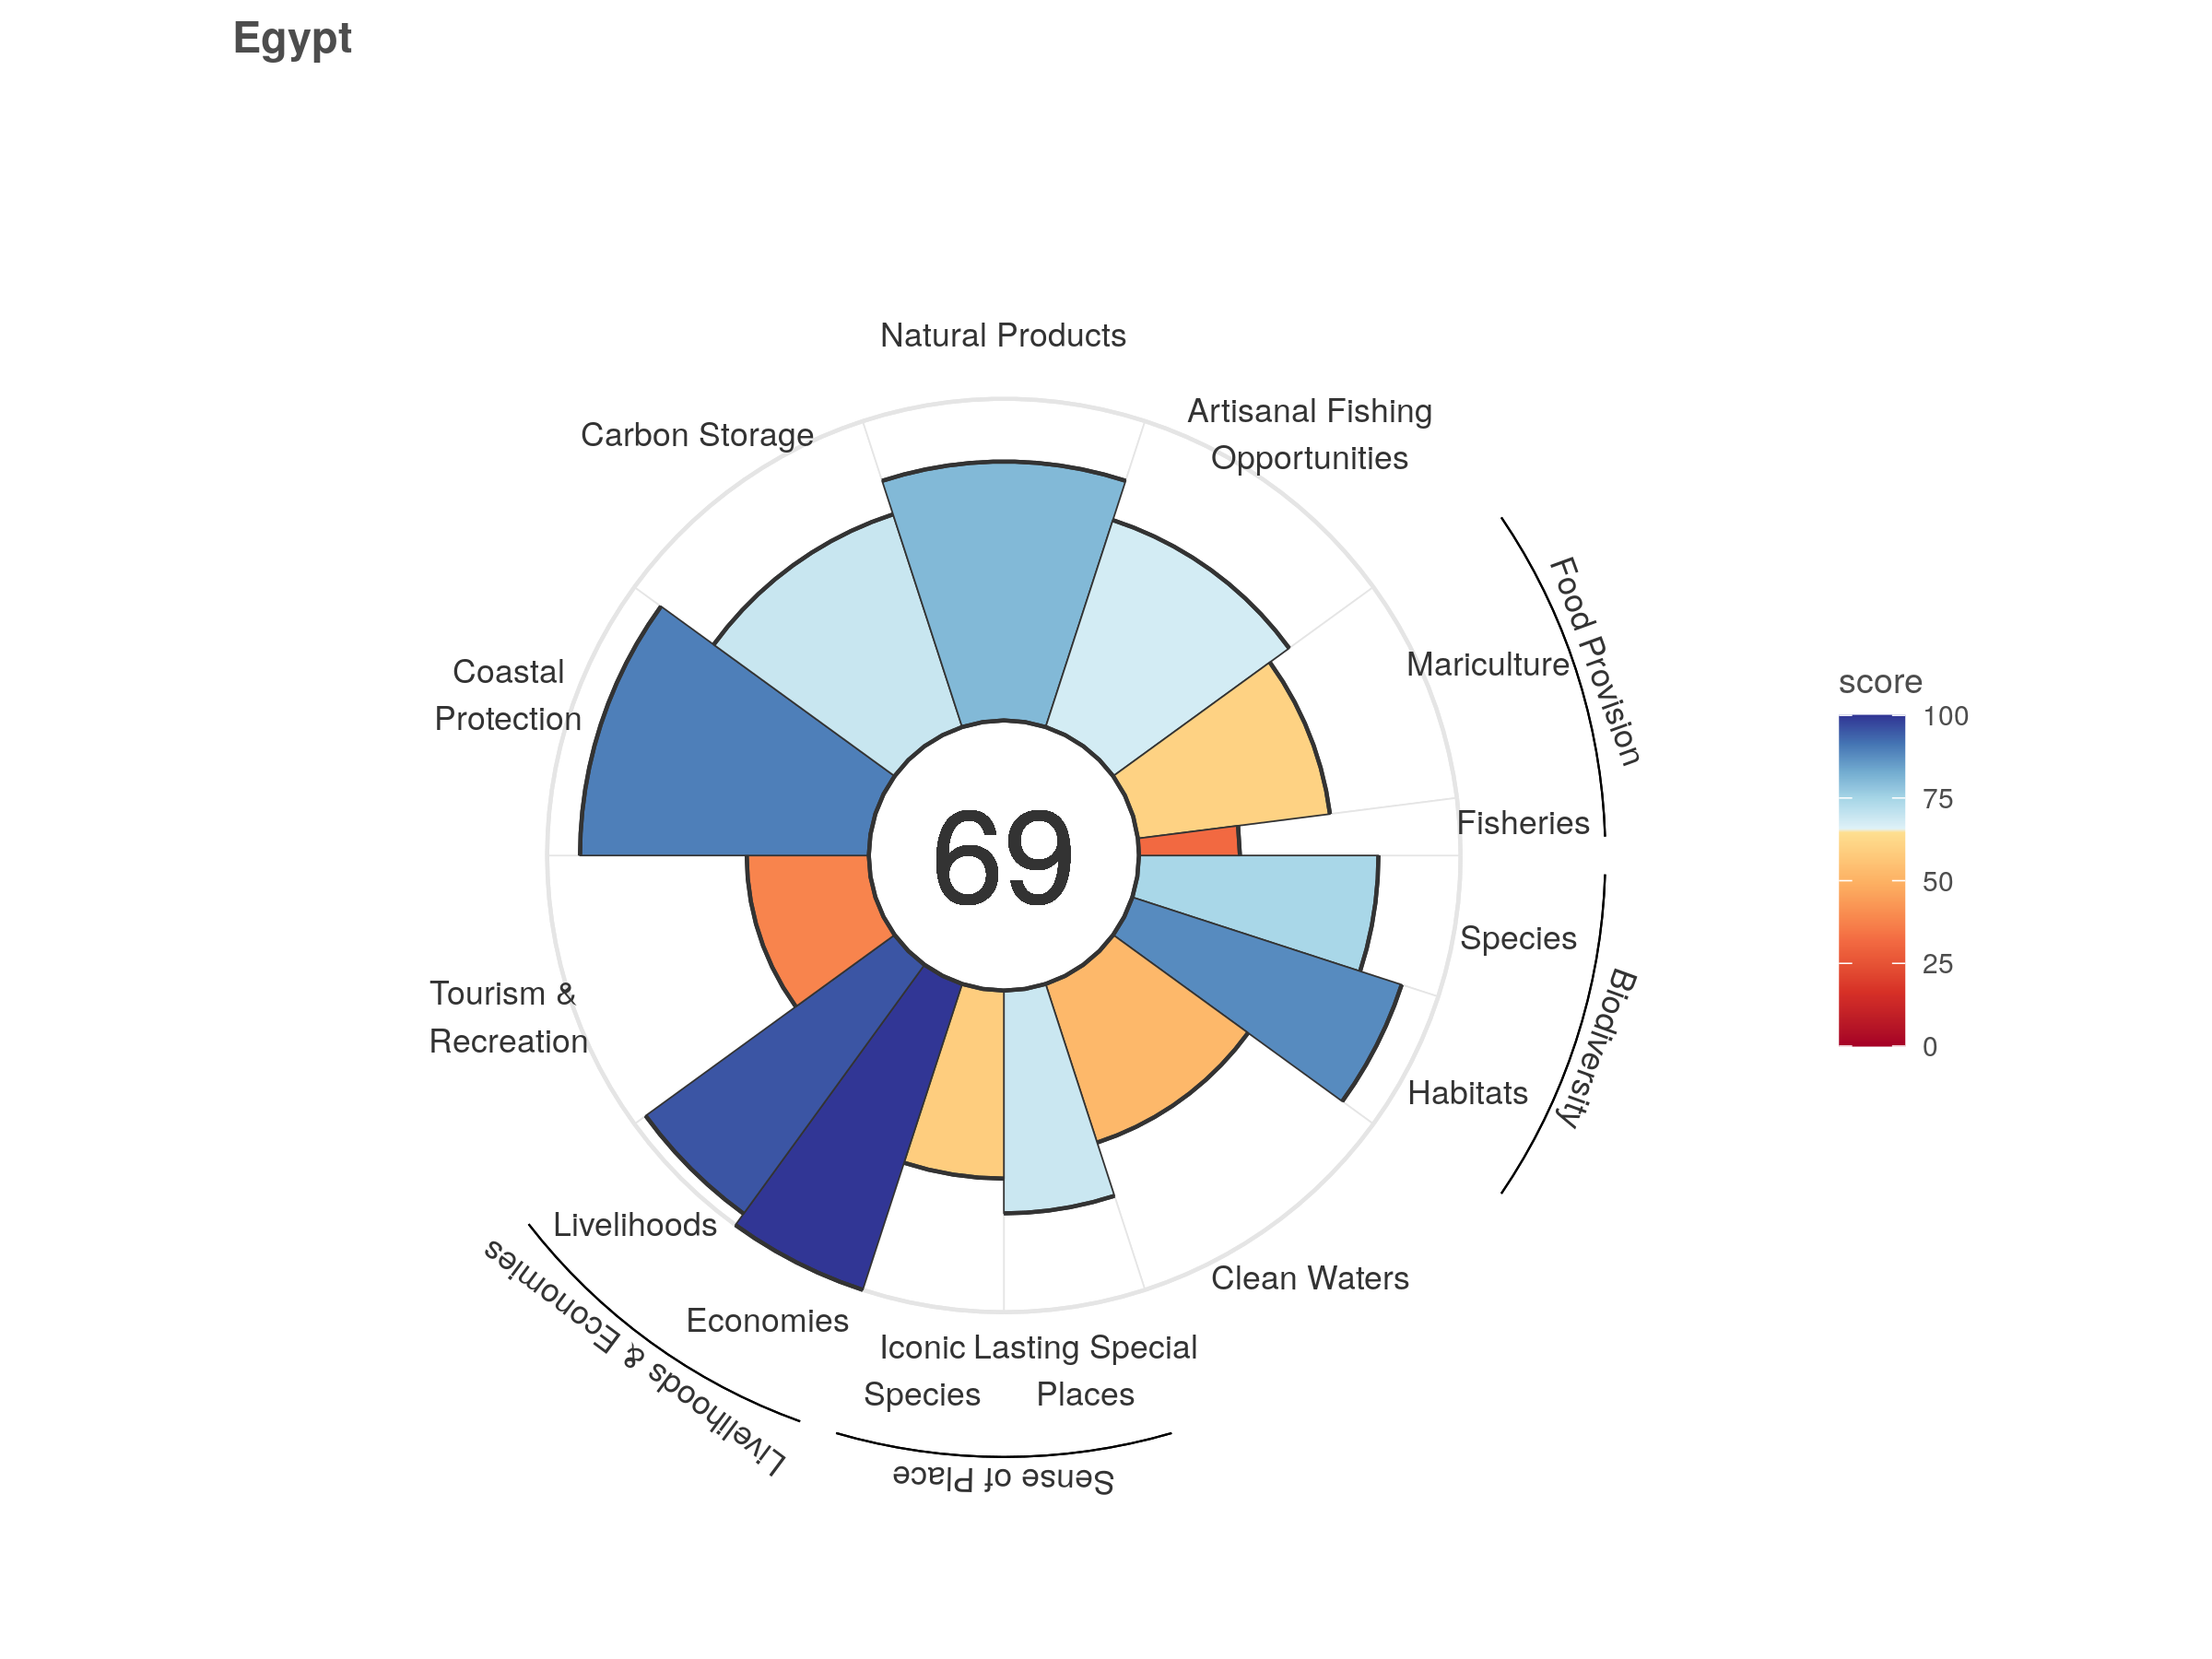 Egypt
Natural Products
Artisanal Fishing
Opportunities
Carbon Storage
Food Provision
Mariculture
Coastal
Protection
Fisheries
69
Species
Biodiversity
Habitats
Tourism &
Recreation
Livelihoods
Livelihoods & Economies
Economies
Clean Waters
Iconic
Species
Lasting Special
Places
Sense of Place
score
100
75
50
25
0